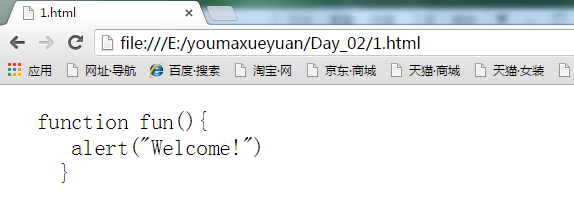 1.html
file:///E:/youmaxueyuan/Day_02/1.html
应用 网址·导航 百度·搜索 淘宝·网 京东·商城 天猫·商城 天猫·女装
function fun(){
alert("Welcome!")
}